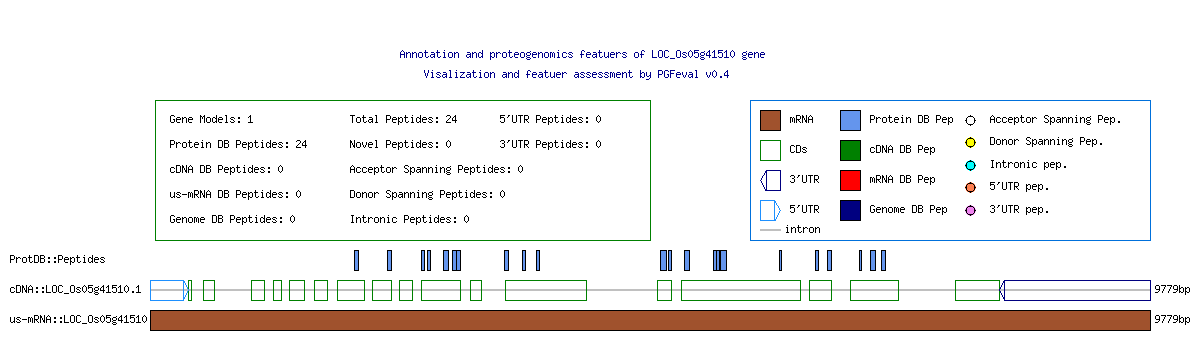 Annotation and proteogenomics featuers of LOC_Os05g41510 gene
Visalization and featuer assessment by PGFeval v0.4
Gene Models: 1
Total Peptides: 24
5'UTR Peptides: 0
Protein DB Peptides: 24
Novel Peptides: 0
3'UTR Peptides: 0
cDNA DB Peptides: 0
Acceptor Spanning Peptides: 0
us-mRNA DB Peptides: 0
Donor Spanning Peptides: 0
Genome DB Peptides: 0
Intronic Peptides: 0
mRNA
Protein DB Pep
Acceptor Spanning Pep.
CDs
cDNA DB Pep
Donor Spanning Pep.
3'UTR
mRNA DB Pep
Intronic pep.
5'UTR
Genome DB Pep
5'UTR pep.
3'UTR pep.
intron
ProtDB::Peptides
cDNA::LOC_Os05g41510.1
9779bp
us-mRNA::LOC_Os05g41510
9779bp